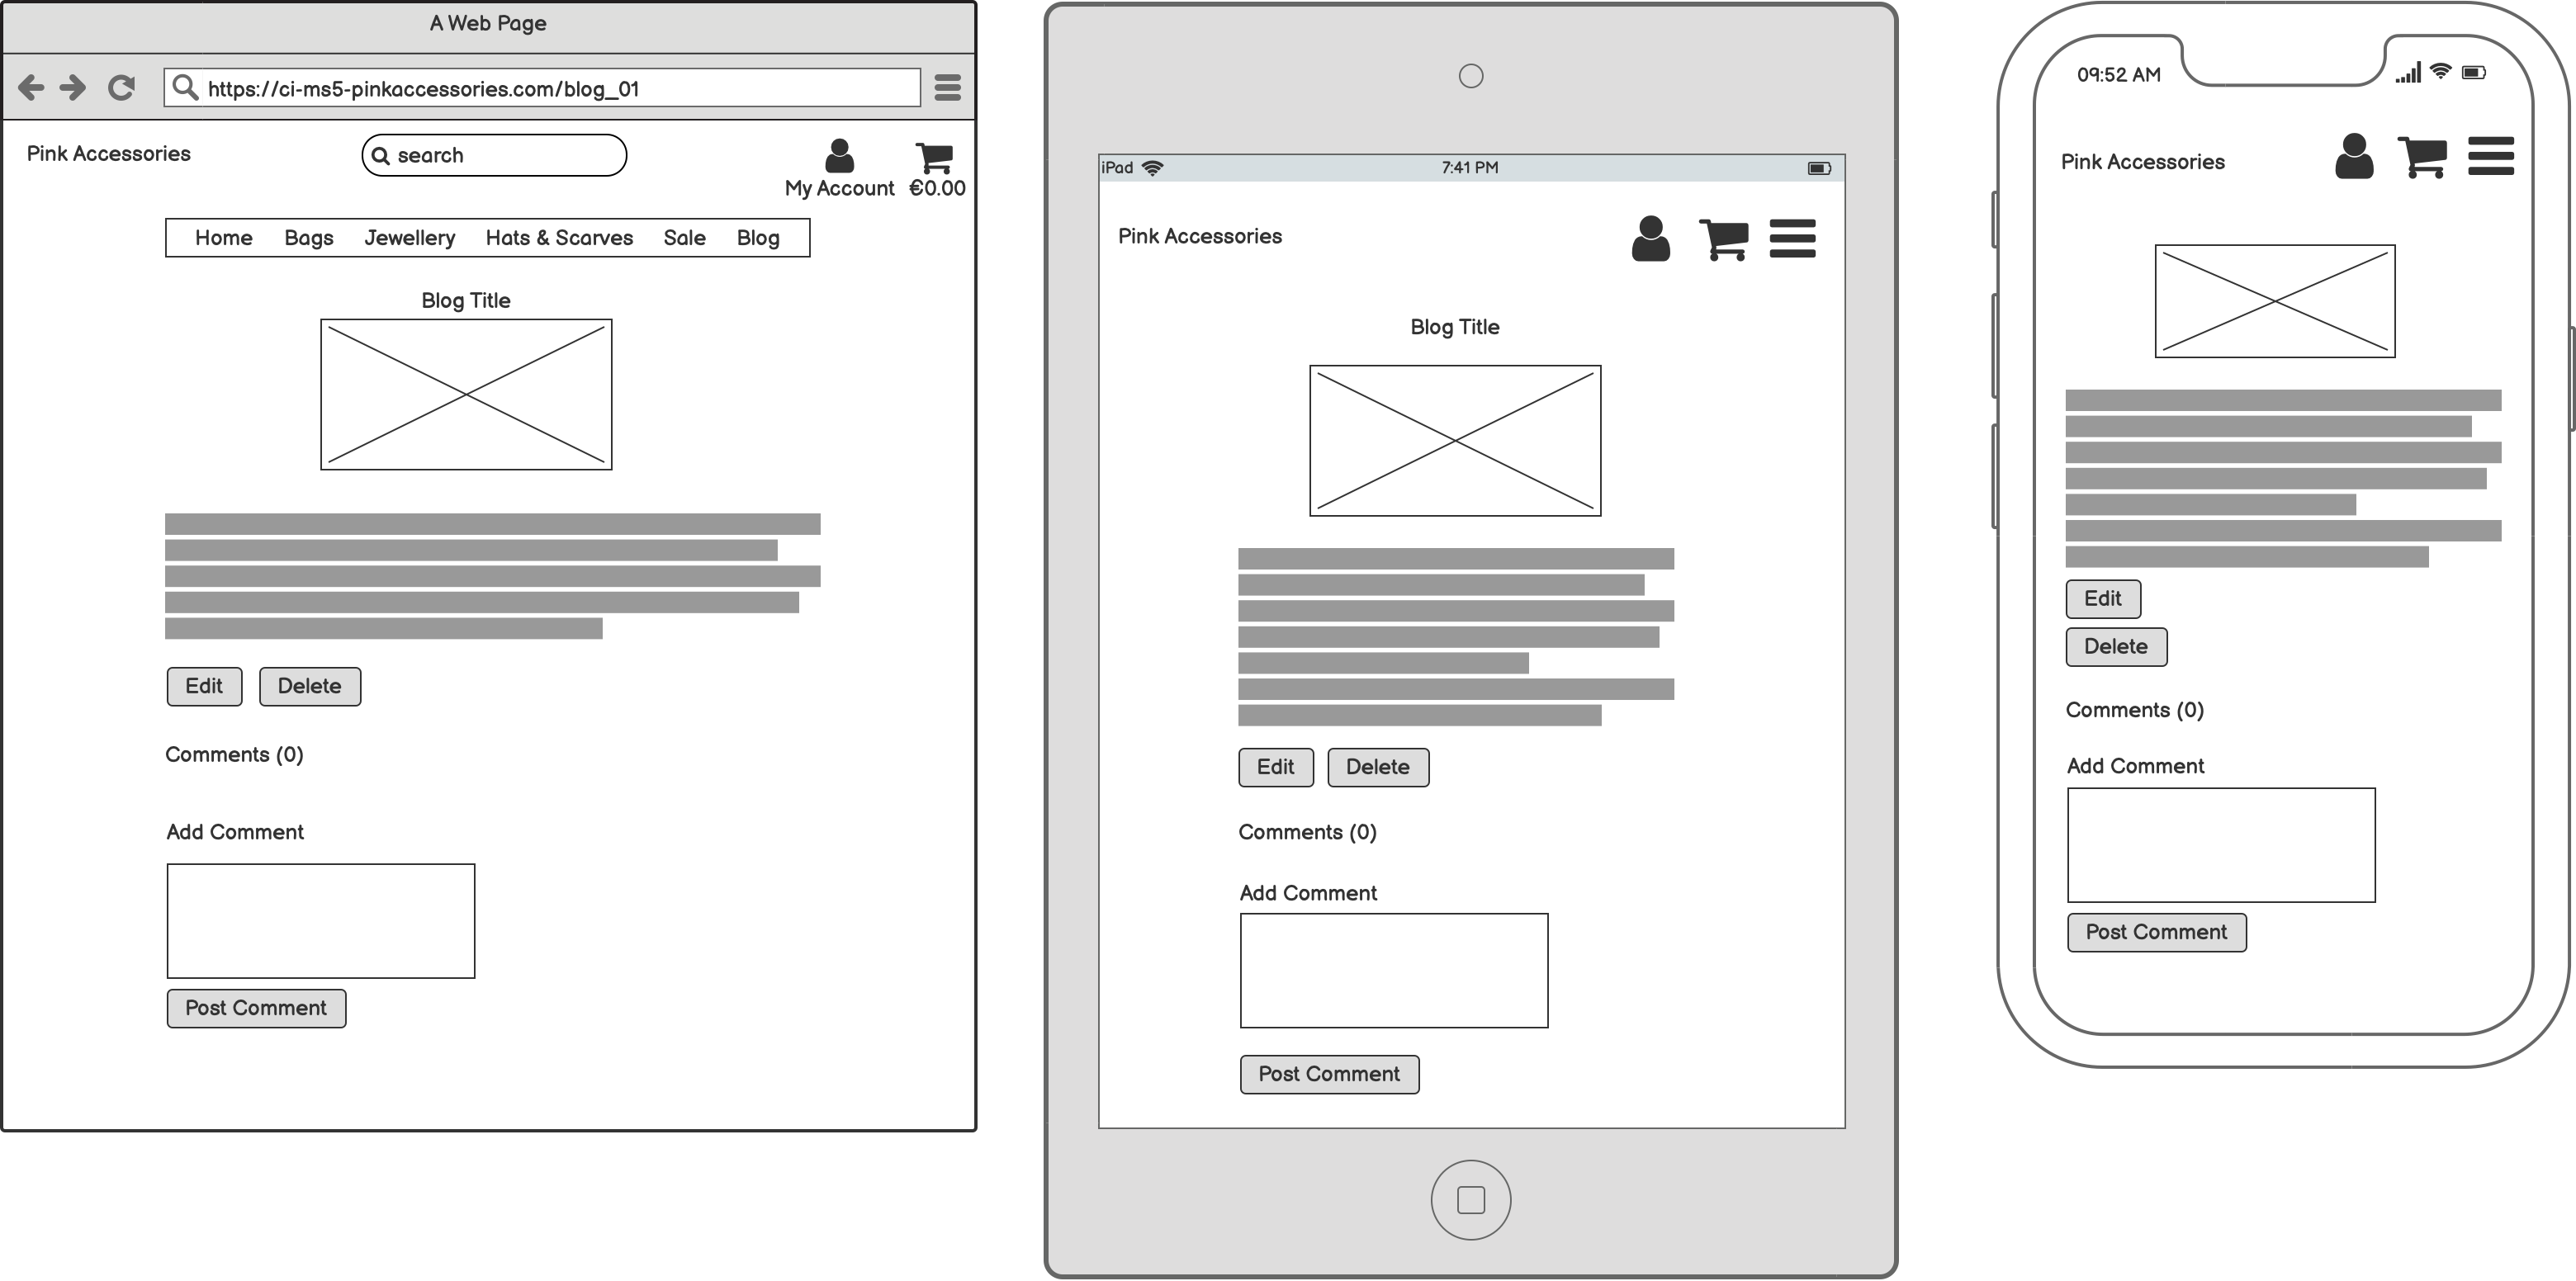 A Web Page
https://ci-ms5-pinkaccessories.com/blog_01
Pink Accessories
search
My Account €0.00
Home Bags Jewellery Hats & Scarves Sale Blog
Blog Title
Edit Delete
Comments (0)
Add Comment
Post Comment
iPad 7:41 PM
Pink Accessories
Blog Title
Edit Delete
Comments (0)
Add Comment
Post Comment
09:52 AM
Pink Accessories
Edit
Delete
Comments (0)
Add Comment
Post Comment